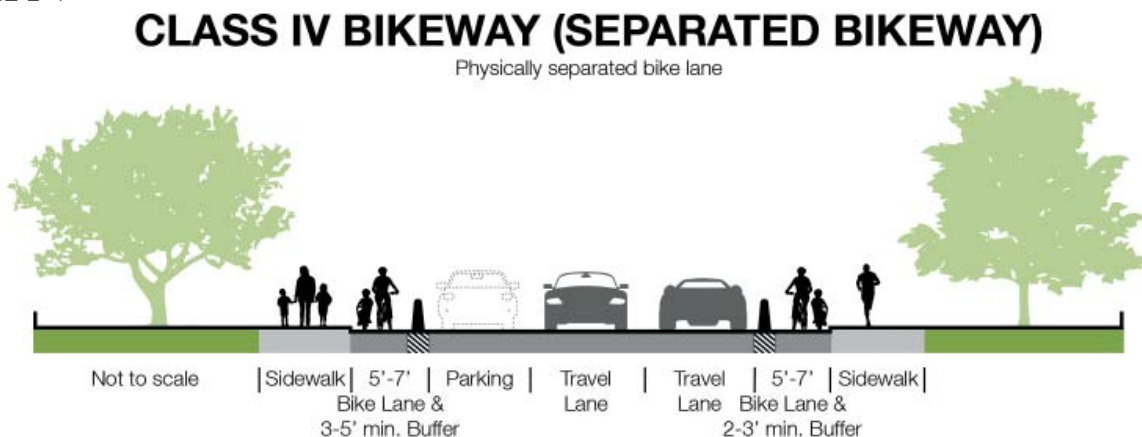 CLASS IV BIKEWAY (SEPARATED BIKEWAY)
Physically separated bike lane
Not to scale | Sidewalk | 5'-7' | Parking | Travel | Travel | 5'-7' | Sidewalk |
Bike Lane & Lane Lane Bike Lane &
3-5' min. Buffer 2-3' min. Buffer